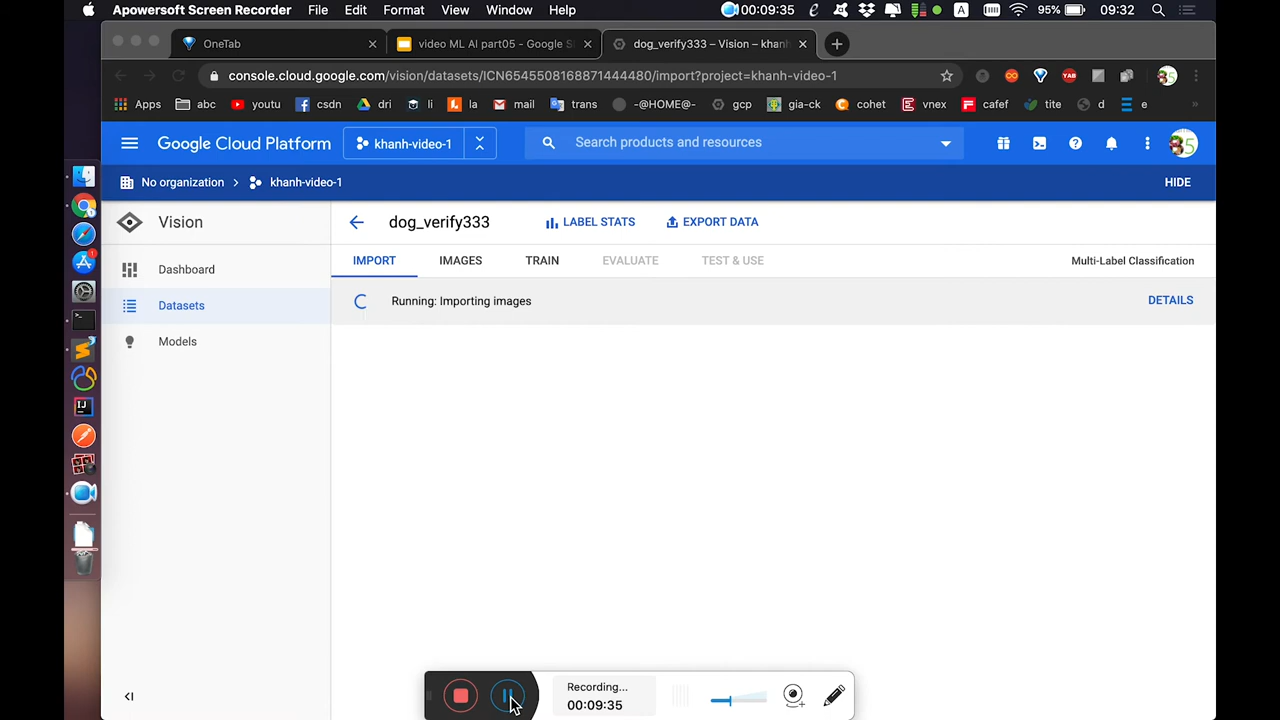 Apowersoft Screen Recorder File Edit Format View Window Help 00:09:35 A 95% 09:32
OneTab video ML AI part05 - Google S dog_verify333 – Vision – khanh
console.cloud.google.com/vision/datasets/ICN6545508168871444480/import?project=khanh-video-1
Apps abc youtu csdn dri li la mail trans -@HOME@- gcp gia-cx cohet vnex cafef tite d e »
Google Cloud Platform khanh-video-1 Search products and resources
No organization khanh-video-1 HIDE
Vision dog_verify333 LABEL STATS EXPORT DATA
IMPORT IMAGES TRAIN EVALUATE TEST & USE Multi-Label Classification
Dashboard
Running: Importing images DETAILS
Datasets
Models
Recording...
00:09:35